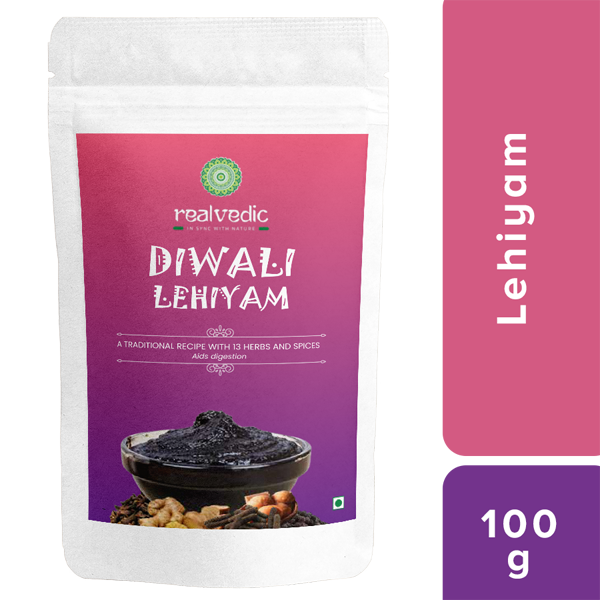 realvedic
IN SYNC WITH NATURE
DIWALI
LEHIYAM
A TRADITIONAL RECIPE WITH 13 HERBS AND SPICES
Aids digestion
Lehiyam
100
g